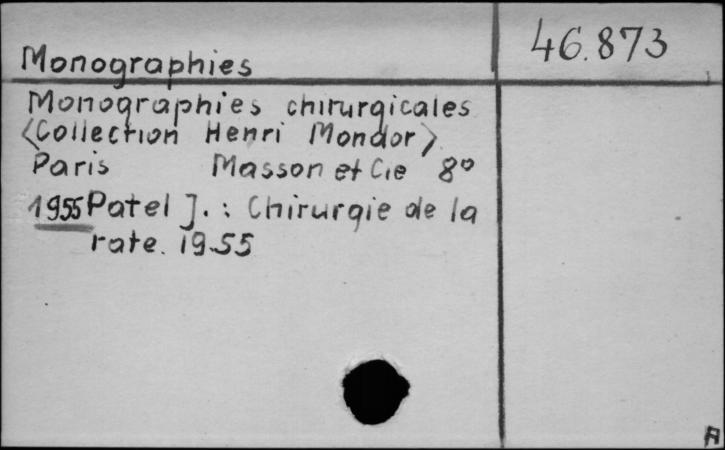 46.873
Monographies
Monographies chirurgicales
<Collection Henri Mondor>
Paris Masson et Cie 8°
1955 Patel J. : Chirurgie de la
rate. 1955
A